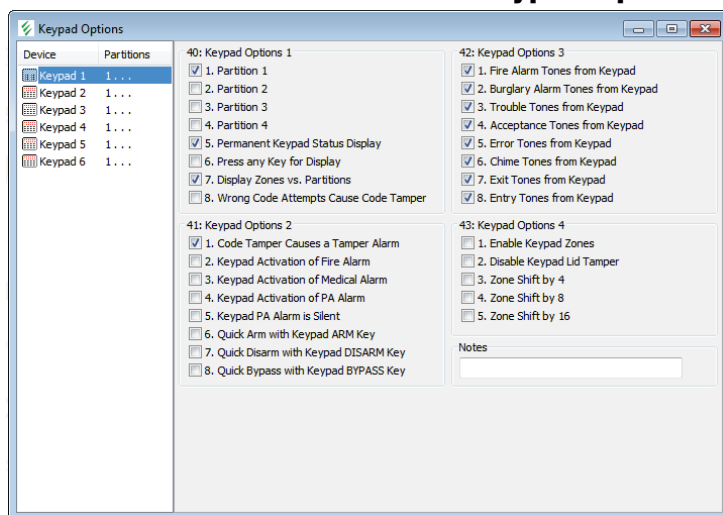 Keypad Options
Device Partitions
Keypad 1 1 . . .
Keypad 2 1 . . .
Keypad 3 1 . . .
Keypad 4 1 . . .
Keypad 5 1 . . .
Keypad 6 1 . . .
40: Keypad Options 1
1. Partition 1
2. Partition 2
3. Partition 3
4. Partition 4
5. Permanent Keypad Status Display
6. Press any Key for Display
7. Display Zones vs. Partitions
8. Wrong Code Attempts Cause Code Tamper
41: Keypad Options 2
1. Code Tamper Causes a Tamper Alarm
2. Keypad Activation of Fire Alarm
3. Keypad Activation of Medical Alarm
4. Keypad Activation of PA Alarm
5. Keypad PA Alarm is Silent
6. Quick Arm with Keypad ARM Key
7. Quick Disarm with Keypad DISARM Key
8. Quick Bypass with Keypad BYPASS Key
42: Keypad Options 3
1. Fire Alarm Tones from Keypad
2. Burglary Alarm Tones from Keypad
3. Trouble Tones from Keypad
4. Acceptance Tones from Keypad
5. Error Tones from Keypad
6. Chime Tones from Keypad
7. Exit Tones from Keypad
8. Entry Tones from Keypad
43: Keypad Options 4
1. Enable Keypad Zones
2. Disable Keypad Lid Tamper
3. Zone Shift by 4
4. Zone Shift by 8
5. Zone Shift by 16
Notes